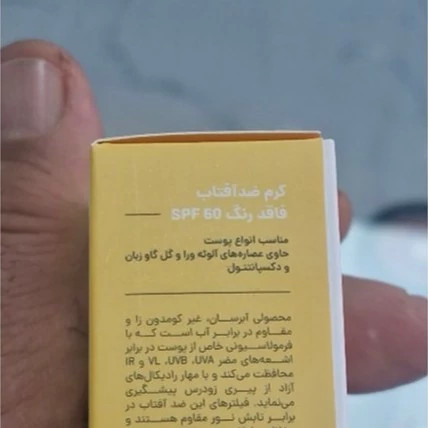 کرم ضدآفتاب
فاقد رنگ SPF 60
مناسب انواع پوست
حاوی عصاره‌های آلوئه ورا و گل گاو زبان
و دکسپانتنول
محصولی آبرسان، غیر کومدون زا و
مقاوم در برابر آب است که با
فرمولاسیونی خاص از پوست در برابر
اشعه‌های مضر VL ،UVB ،UVA و IR
محافظت می‌کند و با مهار رادیکال‌های
آزاد از پیری زودرس پیشگیری
می‌نماید. فیلترهای این ضد آفتاب در
برابر تابش نور مقاوم هستند و